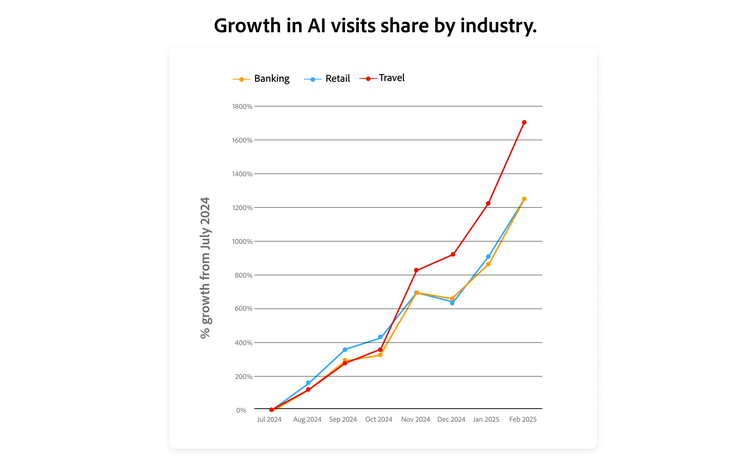 Growth in AI visits share by industry.
Banking Retail Travel
% growth from July 2024
1800%
1600%
1400%
1200%
1000%
800%
600%
400%
200%
0%
Jul 2024 Aug 2024 Sep 2024 Oct 2024 Nov 2024 Dec 2024 Jan 2025 Feb 2025